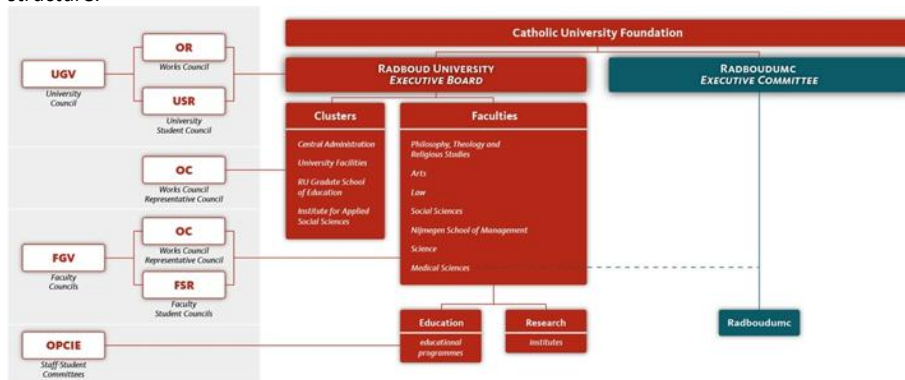 structure.
Catholic University Foundation
UGV
University
Council
OR
Works Council
USR
University
Student Council
RADBOUD UNIVERSITY
EXECUTIVE BOARD
RADBOUDUMC
EXECUTIVE COMMITTEE
Clusters
Central Administration
University Facilities
RU Graduate School
of Education
Institute for Applied
Social Sciences
Faculties
Philosophy, Theology and
Religious Studies
Arts
Law
Social Sciences
Nijmegen School of Management
Science
Medical Sciences
OC
Works Council
Representative Council
FGV
Faculty
Councils
OC
Works Council
Representative Council
FSR
Faculty
Student Councils
Education
educational
programmes
Research
institutes
Radboudumc
OPCIE
Staff-Student
Committees